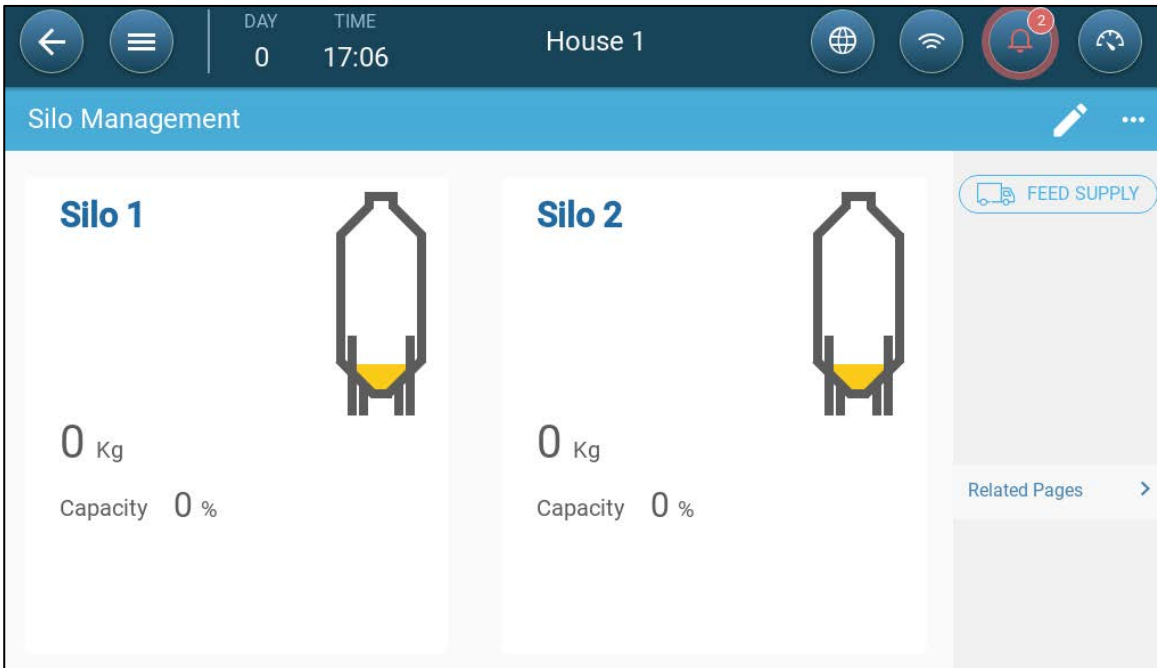 DAY
0
TIME
17:06
House 1
2
Silo Management
Silo 1
0 Kg
Capacity 0 %
Silo 2
0 Kg
Capacity 0 %
FEED SUPPLY
Related Pages